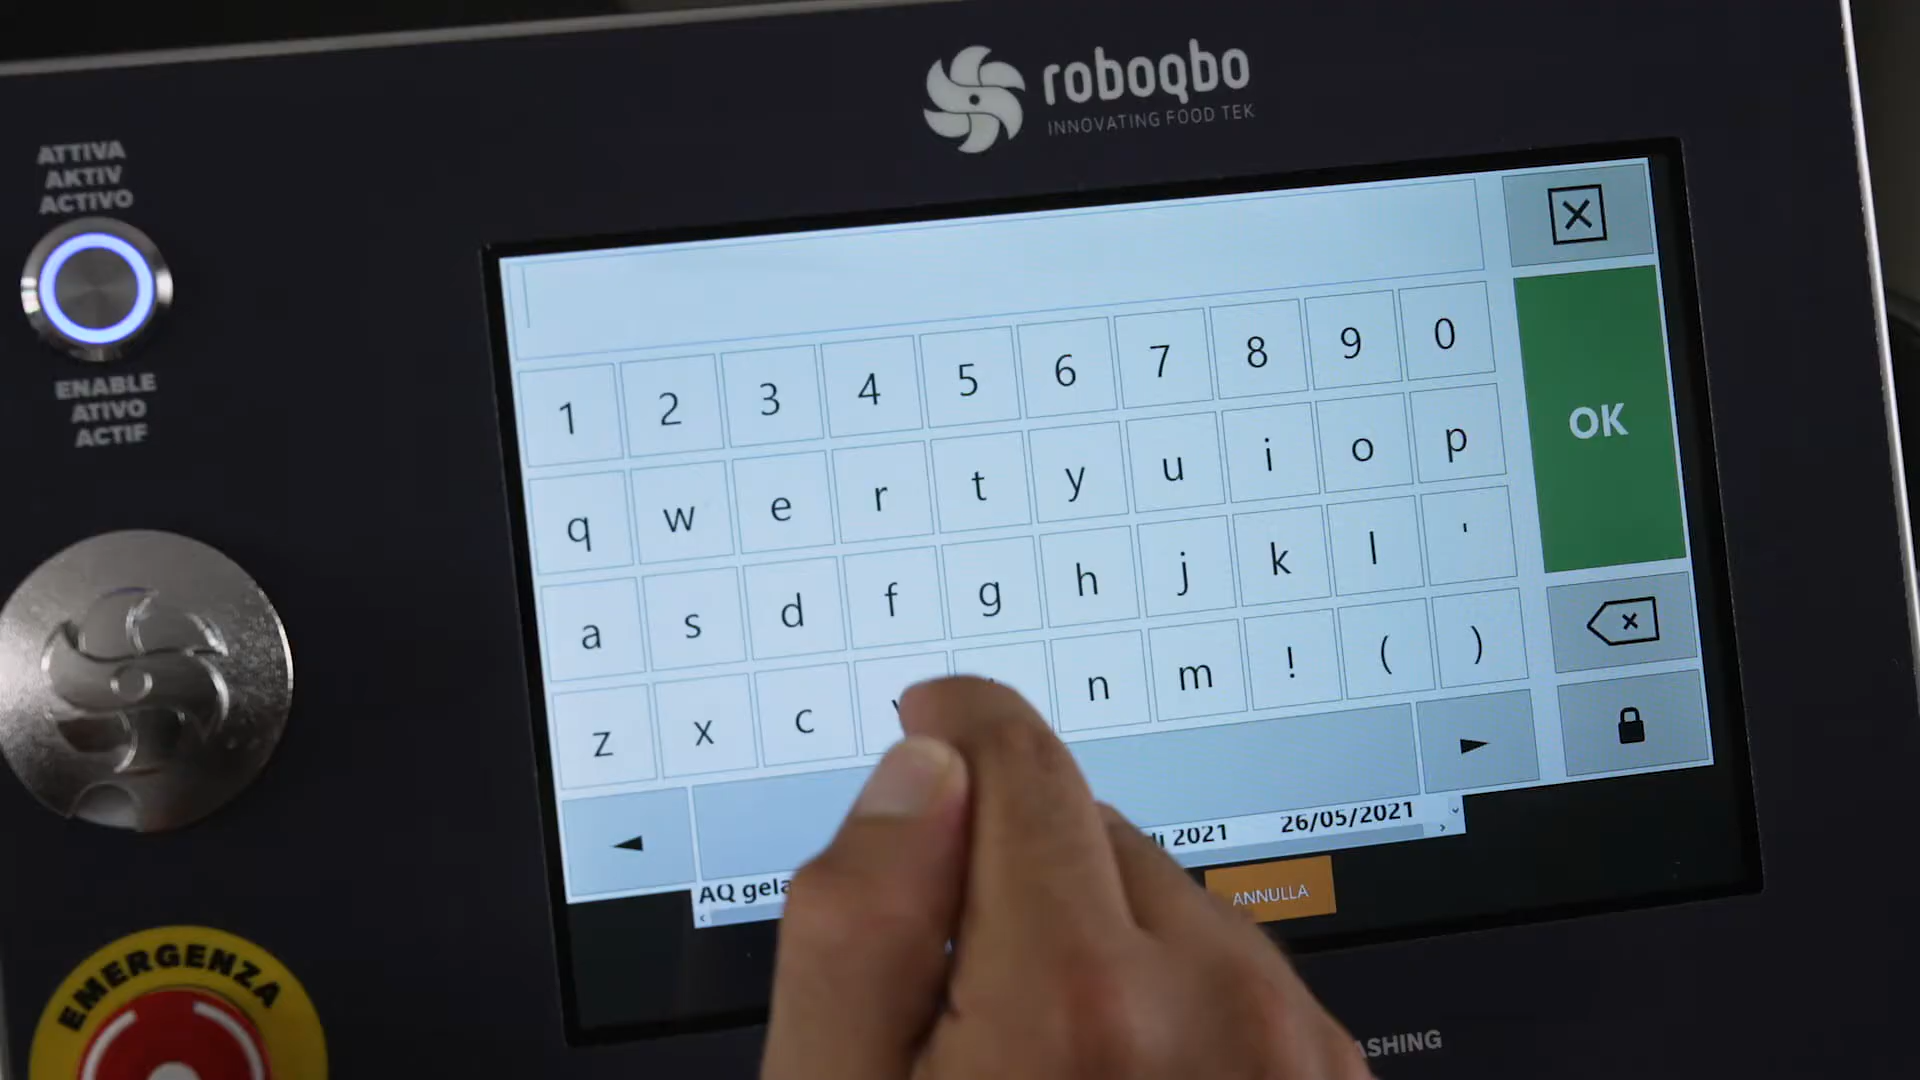 roboqbo
INNOVATING FOOD TEK
ATTIVA
AKTIV
ACTIVO
ENABLE
ATIVO
ACTIF
1 2 3 4 5 6 7 8 9 0
q w e r t y u i o p
OK
a s d f g h j k l '
z x c n m ! ( )
AQ 2021 26/05/2021
ANNULLA
EMERGENZA